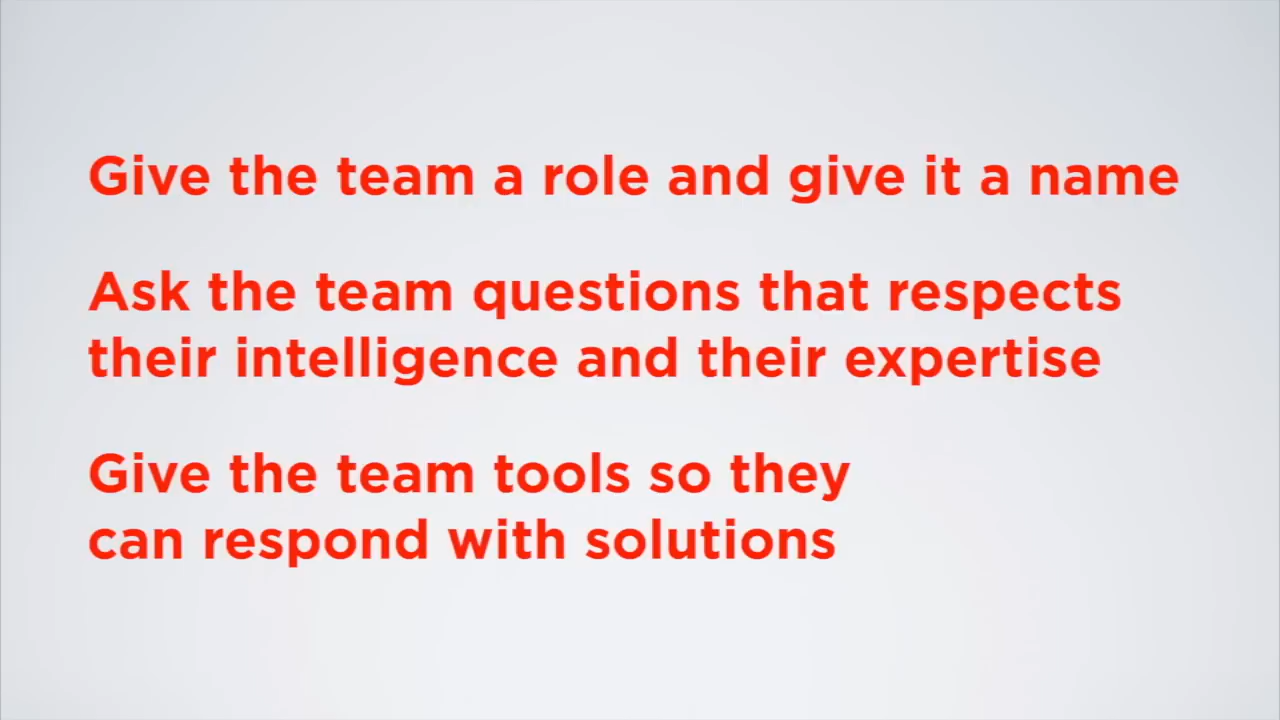 Give the team a role and give it a name
Ask the team questions that respects
their intelligence and their expertise
Give the team tools so they
can respond with solutions